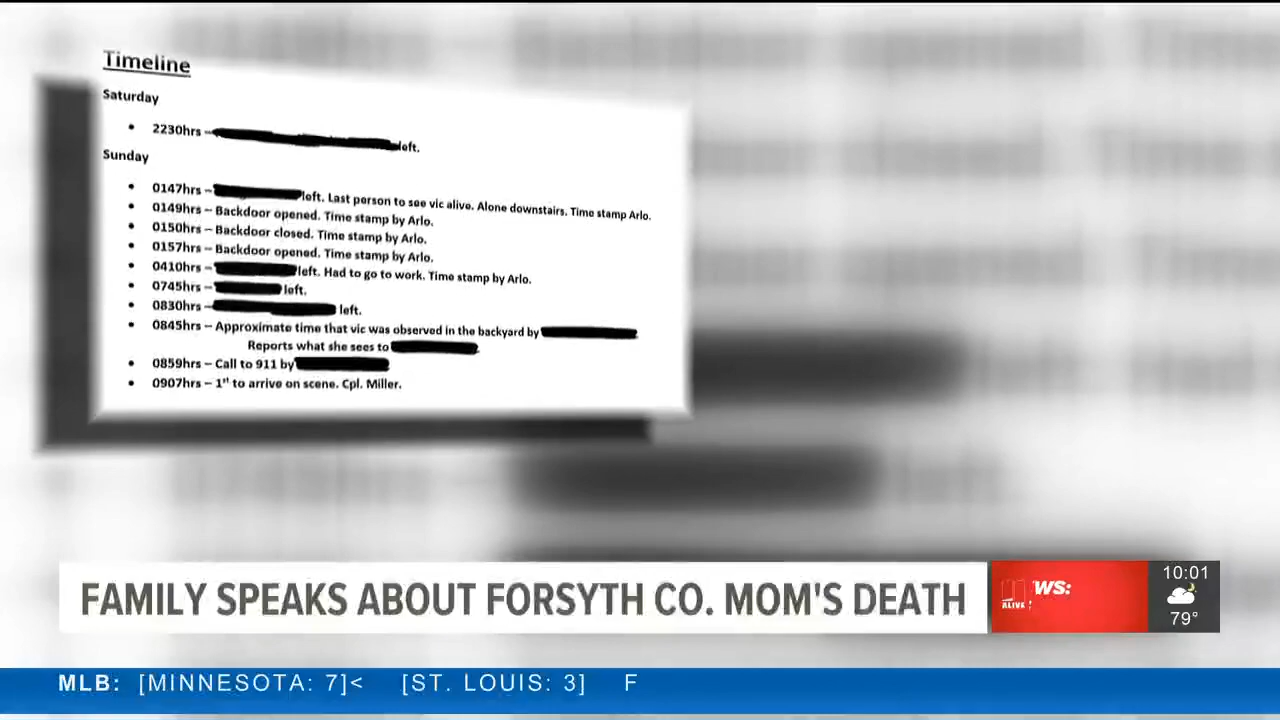 Timeline
Saturday
• 2230hrs – left.
Sunday
• 0147hrs – left. Last person to see vic alive. Alone downstairs. Time stamp Arlo.
• 0149hrs – Backdoor opened. Time stamp by Arlo.
• 0150hrs – Backdoor closed. Time stamp by Arlo.
• 0157hrs – Backdoor opened. Time stamp by Arlo.
• 0410hrs – left. Had to go to work. Time stamp by Arlo.
• 0745hrs – left.
• 0830hrs – left.
• 0845hrs – Approximate time that vic was observed in the backyard by
Reports what she sees to
• 0859hrs – Call to 911 by
• 0907hrs – 1st to arrive on scene. Cpl. Miller.
FAMILY SPEAKS ABOUT FORSYTH CO. MOM'S DEATH
ALIVE
WS:
10:01
79°
MLB: [MINNESOTA: 7]< [ST. LOUIS: 3] F